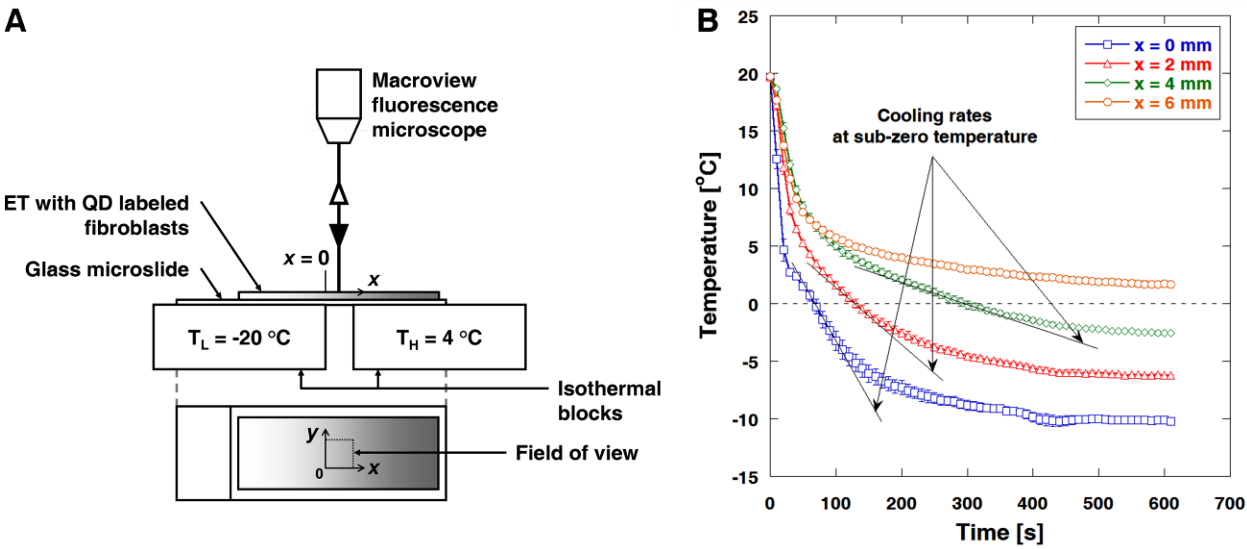 A
Macroview
fluorescence
microscope
ET with QD labeled
fibroblasts
Glass microslide
x = 0
x
T_L = -20 °C
T_H = 4 °C
Isothermal
blocks
y
0
x
Field of view
B
25
20
15
10
5
0
-5
-10
-15
Temperature [°C]
x = 0 mm
x = 2 mm
x = 4 mm
x = 6 mm
Cooling rates
at sub-zero temperature
0 100 200 300 400 500 600 700
Time [s]